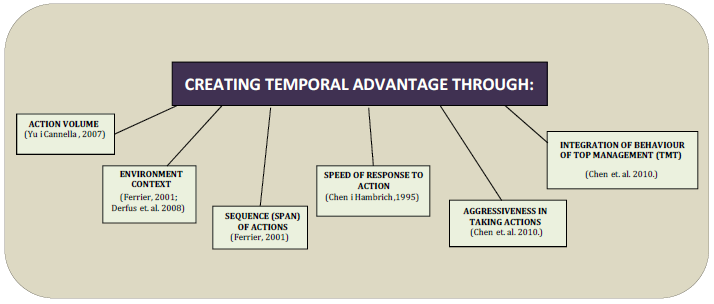 CREATING TEMPORAL ADVANTAGE THROUGH:
ACTION VOLUME
(Yu i Cannella, 2007)
ENVIRONMENT
CONTEXT
(Ferrier, 2001;
Derfus et. al. 2008)
SEQUENCE (SPAN)
OF ACTIONS
(Ferrier, 2001)
SPEED OF RESPONSE TO
ACTION
(Chen i Hambrich,1995)
AGGRESSIVENESS IN
TAKING ACTIONS
(Chen et. al. 2010.)
INTEGRATION OF BEHAVIOUR
OF TOP MANAGEMENT (TMT)
(Chen et. al. 2010.)